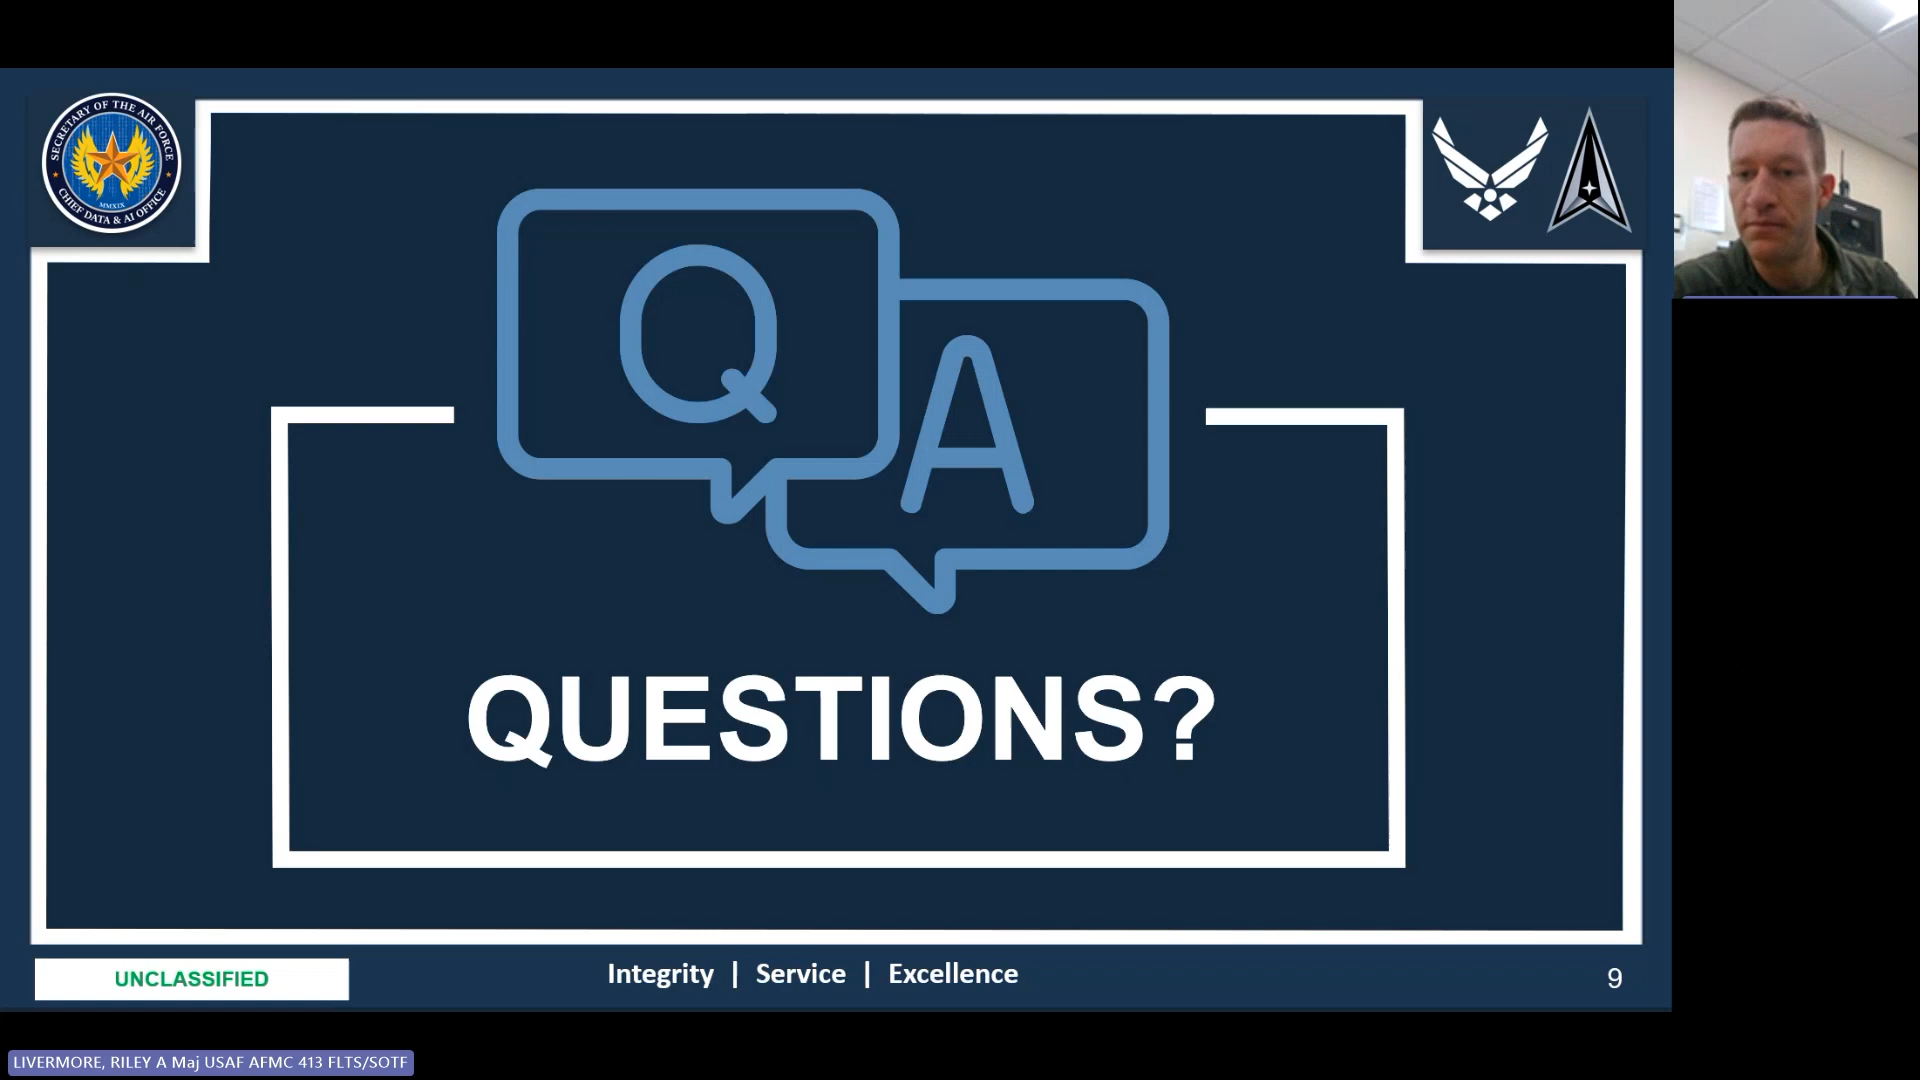 SECRETARY OF THE AIR FORCE
CHIEF DATA & AI OFFICE
MMXIX
Q
A
QUESTIONS?
UNCLASSIFIED
Integrity | Service | Excellence
9
LIVERMORE, RILEY A Maj USAF AFMC 413 FLTS/SOTF